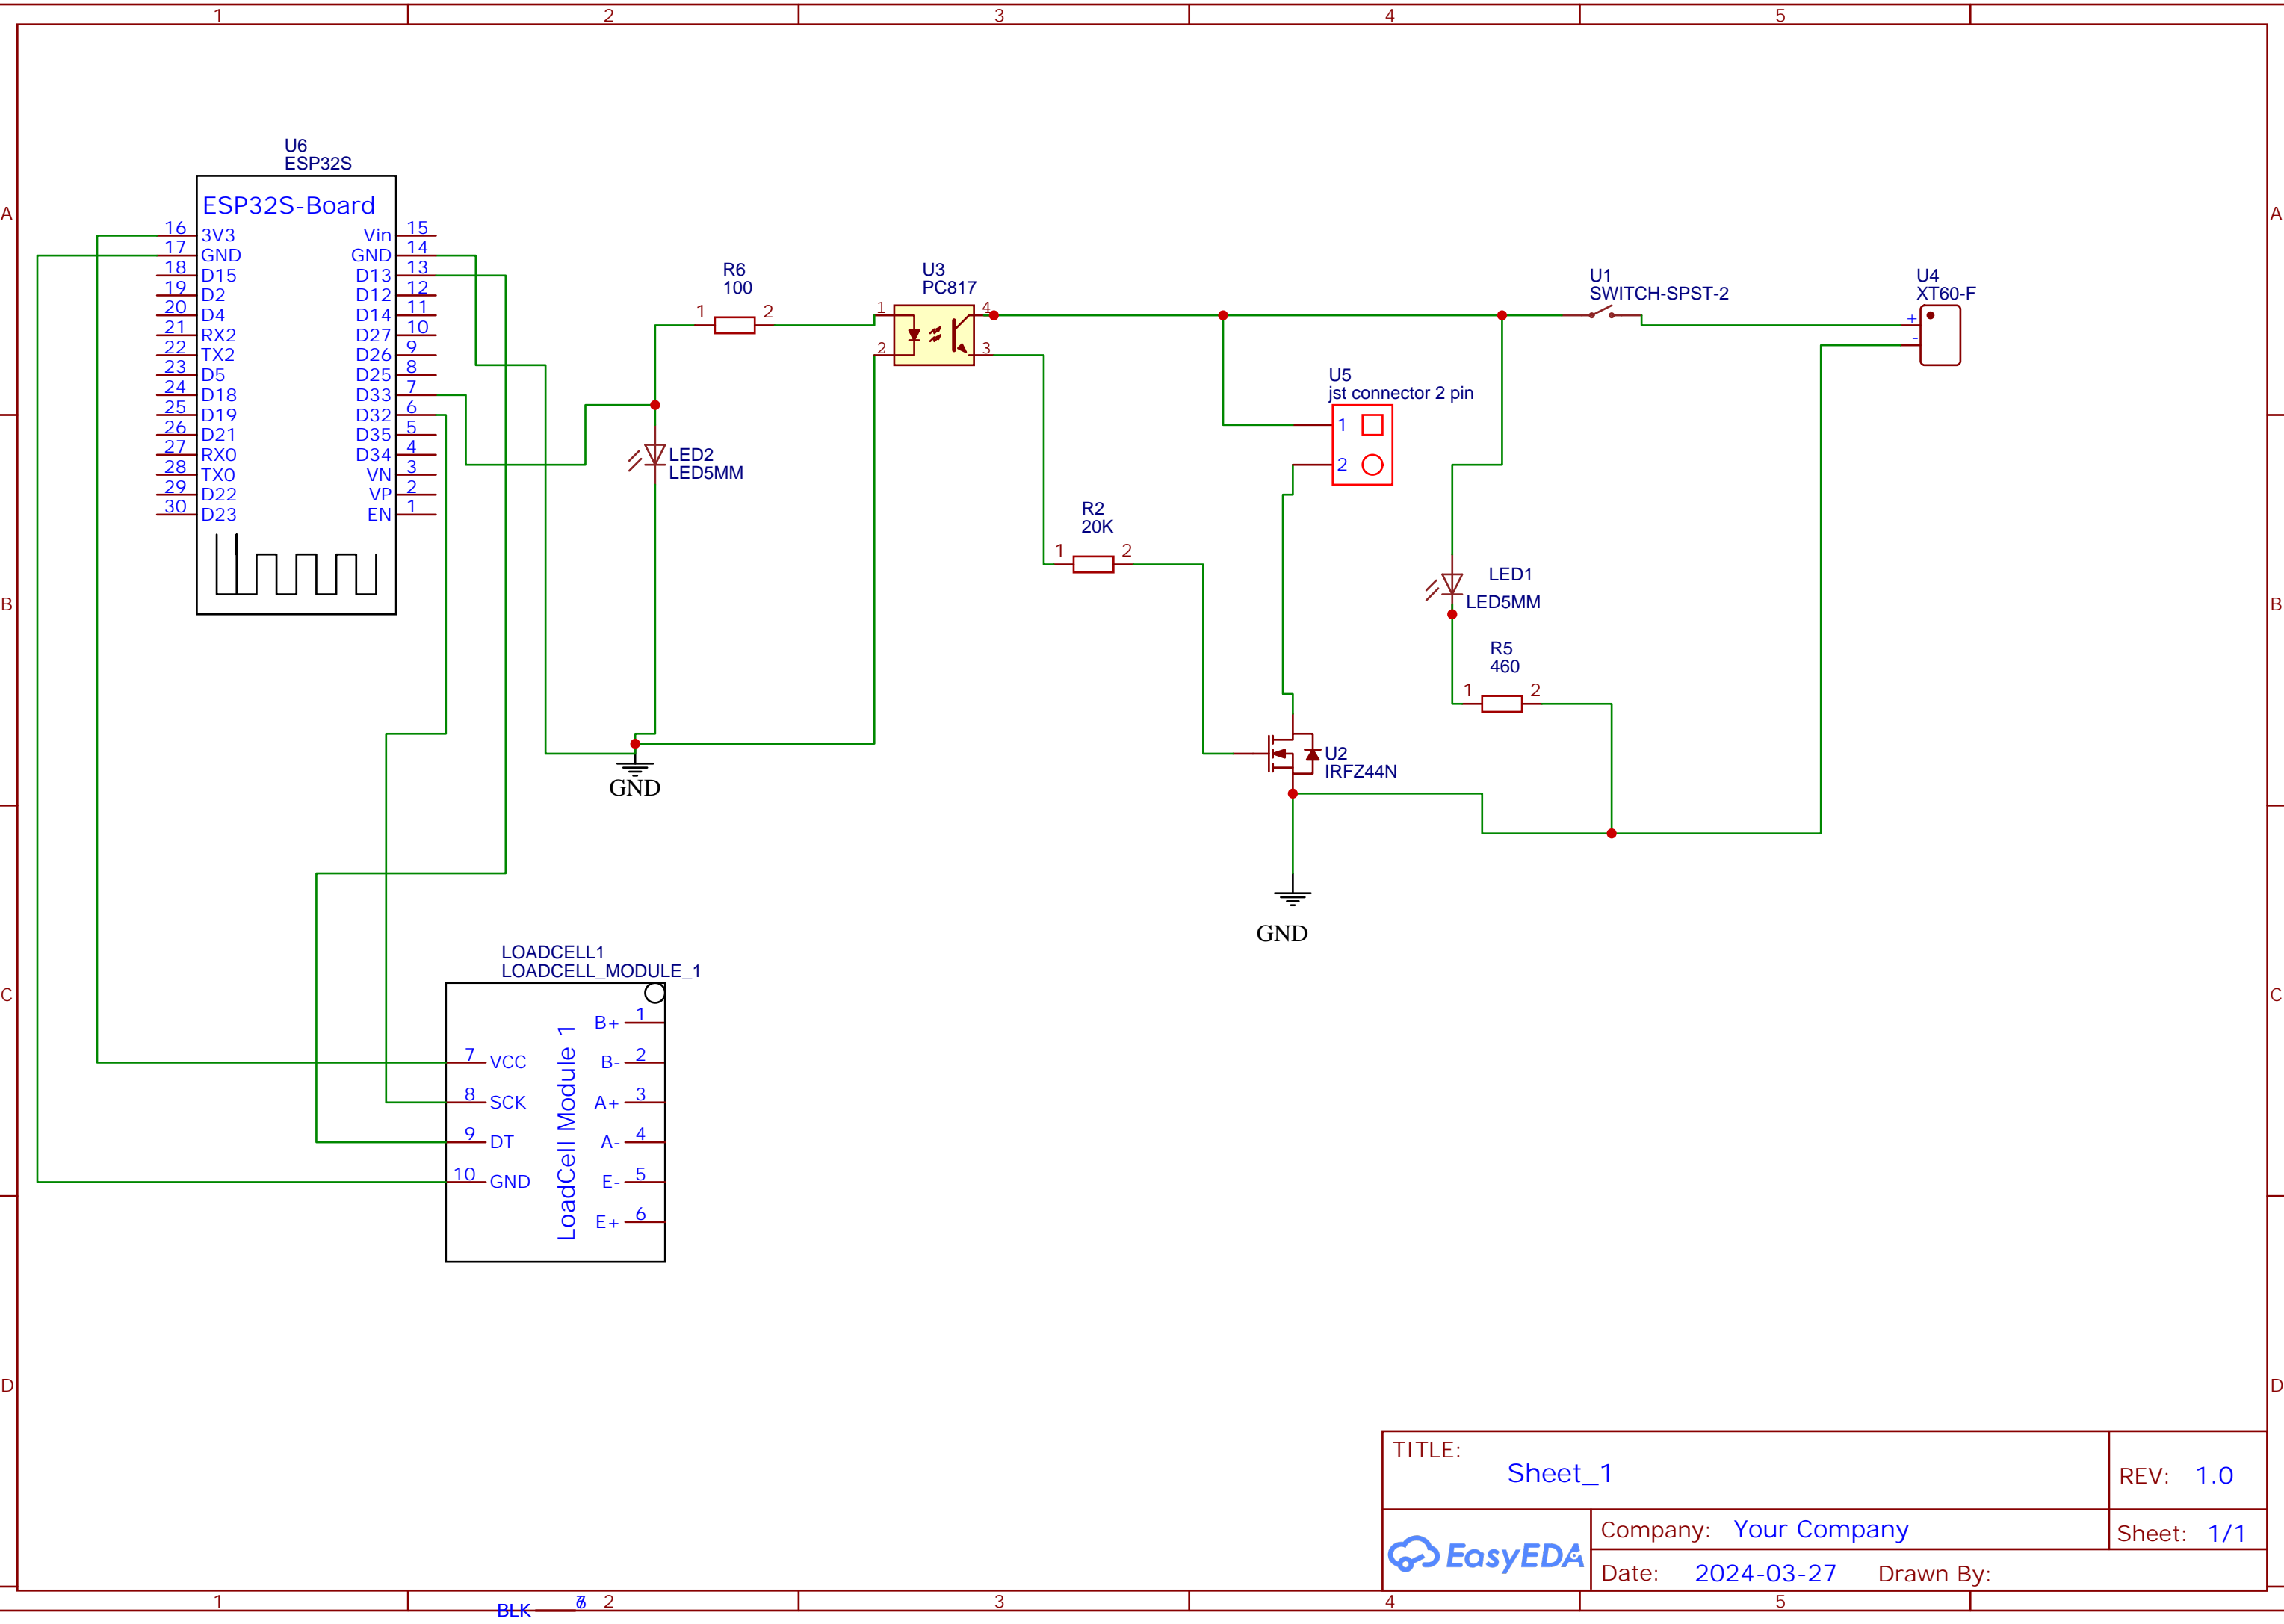 1 2 3 4 5
A A
B B
C C
D D
U6
ESP32S
ESP32S-Board
16 3V3 Vin 15
17 GND GND 14
18 D15 D13 13
19 D2 D12 12
20 D4 D14 11
21 RX2 D27 10
22 TX2 D26 9
23 D5 D25 8
24 D18 D33 7
25 D19 D32 6
26 D21 D35 5
27 RX0 D34 4
28 TX0 VN 3
29 D22 VP 2
30 D23 EN 1
R6
100
1 2
U3
PC817
1 4
2 3
U1
SWITCH-SPST-2
U4
XT60-F
+
-
U5
jst connector 2 pin
1
2
LED2
LED5MM
R2
20K
1 2
LED1
LED5MM
R5
460
1 2
U2
IRFZ44N
GND
GND
LOADCELL1
LOADCELL_MODULE_1
LoadCell Module 1
B+ 1
7 VCC B- 2
8 SCK A+ 3
9 DT A- 4
10 GND E- 5
E+ 6
TITLE:
Sheet_1
REV: 1.0
EasyEDA
Company: Your Company
Sheet: 1/1
Date: 2024-03-27 Drawn By:
1 2 3 4 5
BLK